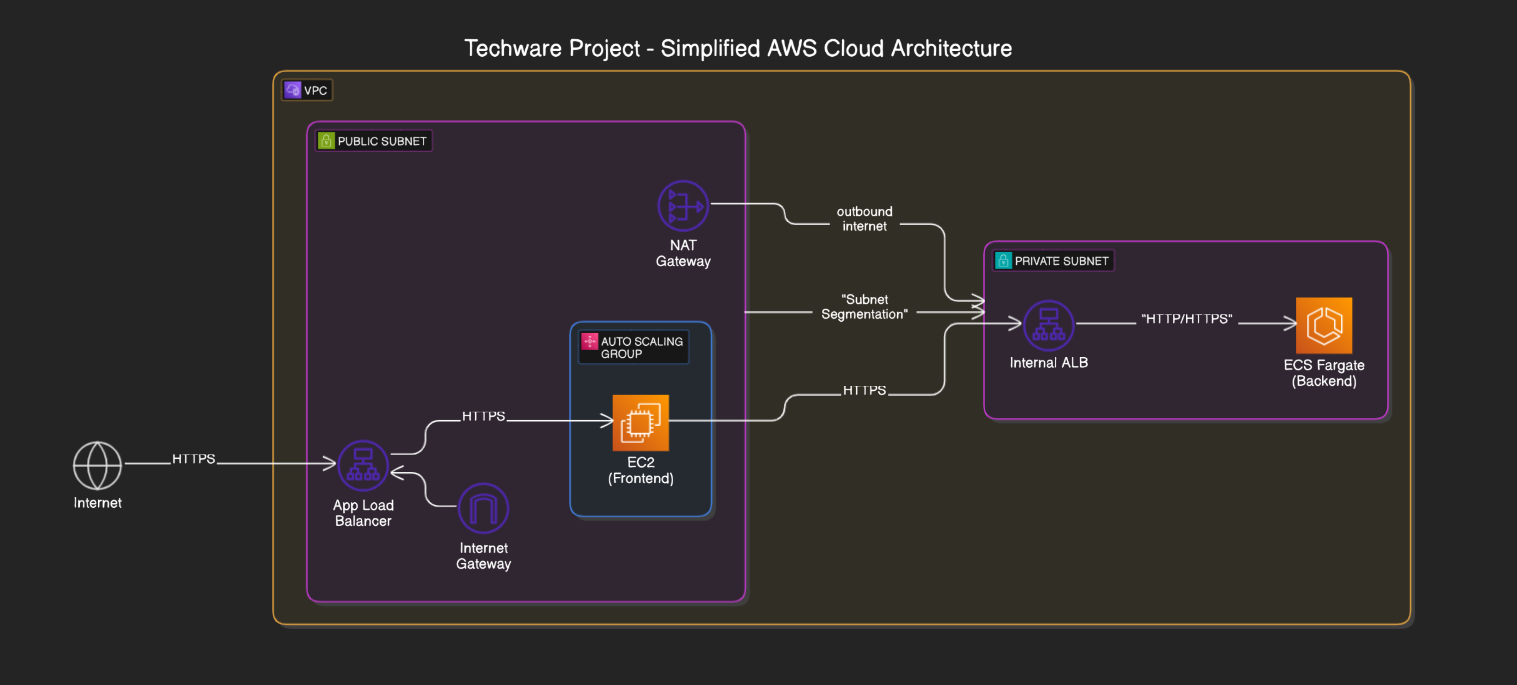 Techware Project - Simplified AWS Cloud Architecture
VPC
PUBLIC SUBNET
NAT
Gateway
outbound
internet
"Subnet
Segmentation"
PRIVATE SUBNET
Internal ALB
"HTTP/HTTPS"
ECS Fargate
(Backend)
AUTO SCALING
GROUP
HTTPS
EC2
(Frontend)
HTTPS
Internet
HTTPS
App Load
Balancer
Internet
Gateway